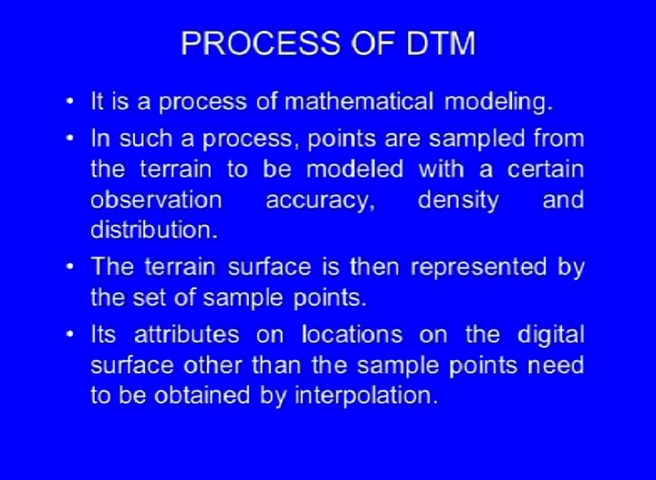 PROCESS OF DTM
• It is a process of mathematical modeling.
• In such a process, points are sampled from
the terrain to be modeled with a certain
observation accuracy, density and
distribution.
• The terrain surface is then represented by
the set of sample points.
• Its attributes on locations on the digital
surface other than the sample points need
to be obtained by interpolation.